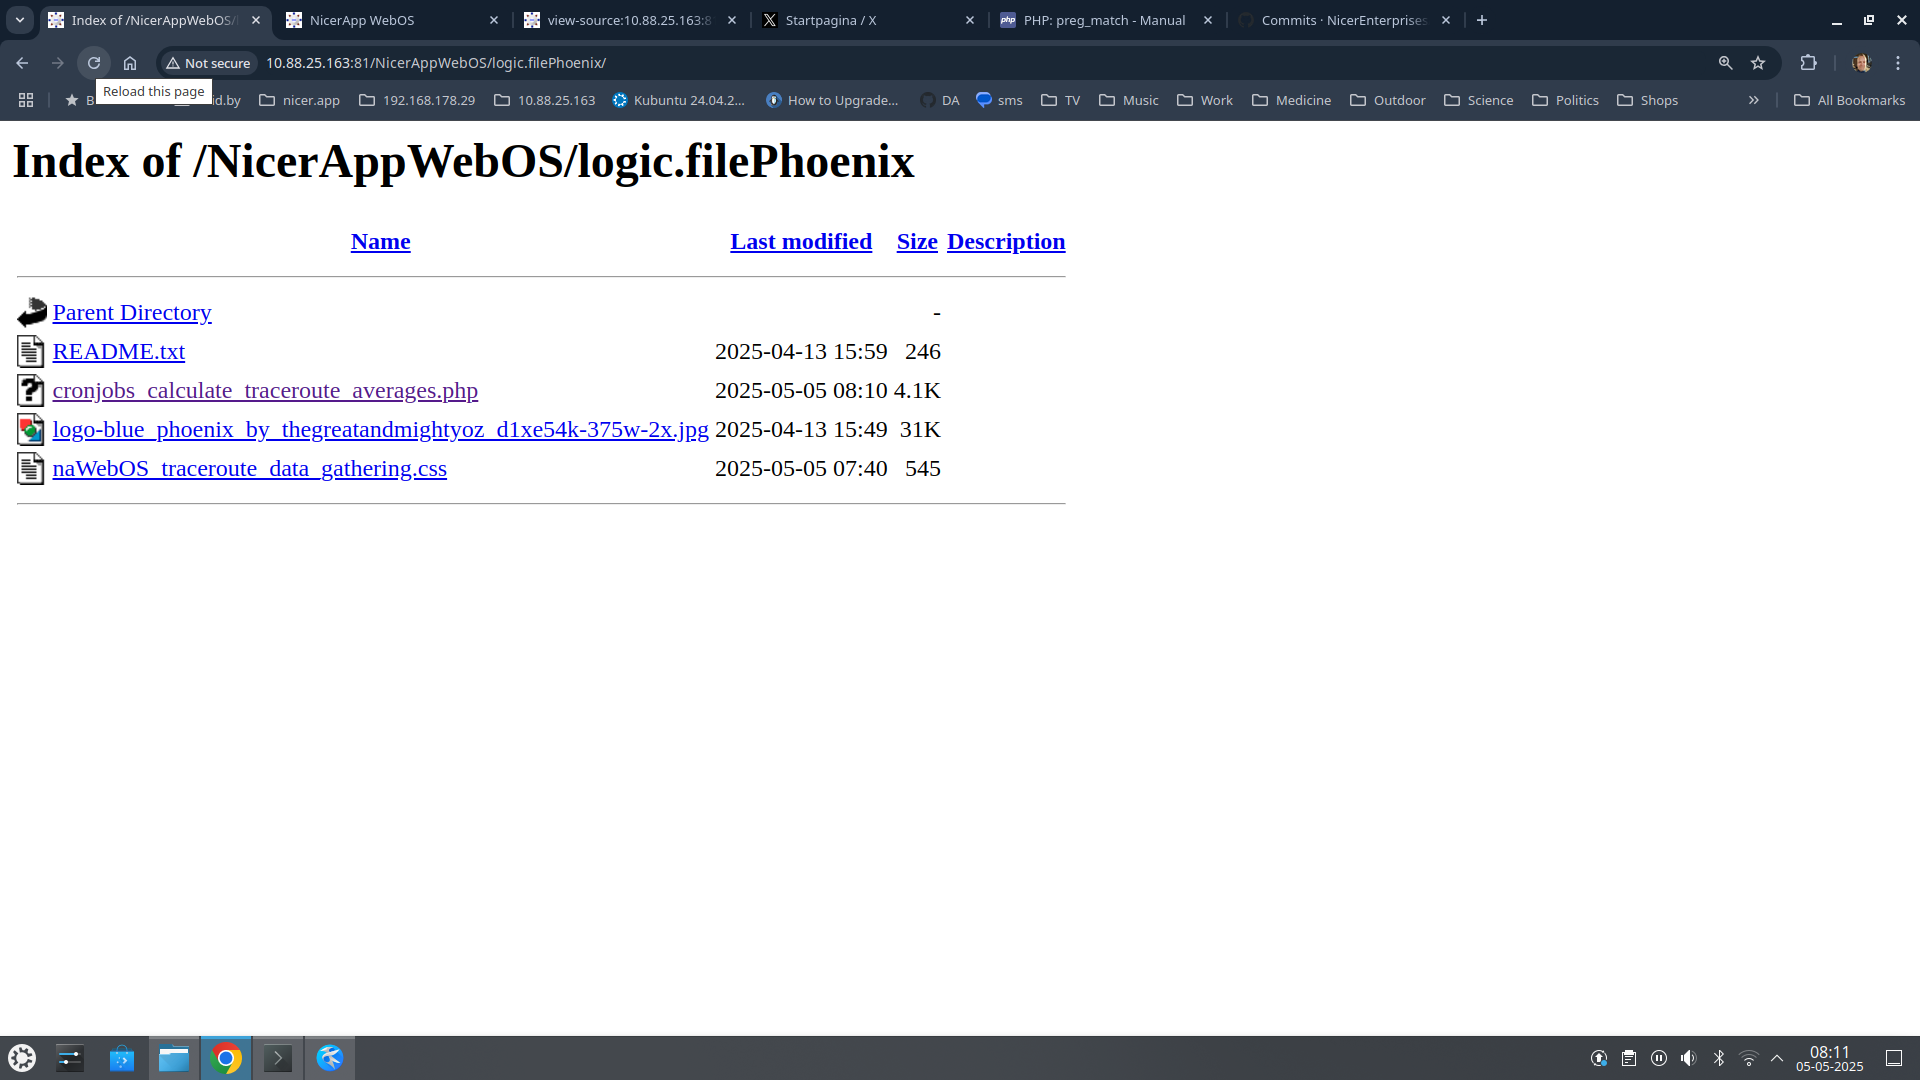 Index of /NicerAppWebOS/
NicerApp WebOS
view-source:10.88.25.163:8
Startpagina / X
php
PHP: preg_match - Manual
Commits · NicerEnterprises
Not secure
10.88.25.163:81/NicerAppWebOS/logic.filePhoenix/
Reload this page
B
id.by
nicer.app
192.168.178.29
10.88.25.163
Kubuntu 24.04.2...
How to Upgrade...
DA
sms
TV
Music
Work
Medicine
Outdoor
Science
Politics
Shops
All Bookmarks
Index of /NicerAppWebOS/logic.filePhoenix
Name Last modified Size Description
Parent Directory -
README.txt 2025-04-13 15:59 246
cronjobs_calculate_traceroute_averages.php 2025-05-05 08:10 4.1K
logo-blue_phoenix_by_thegreatandmightyoz_d1xe54k-375w-2x.jpg 2025-04-13 15:49 31K
naWebOS_traceroute_data_gathering.css 2025-05-05 07:40 545
08:11
05-05-2025